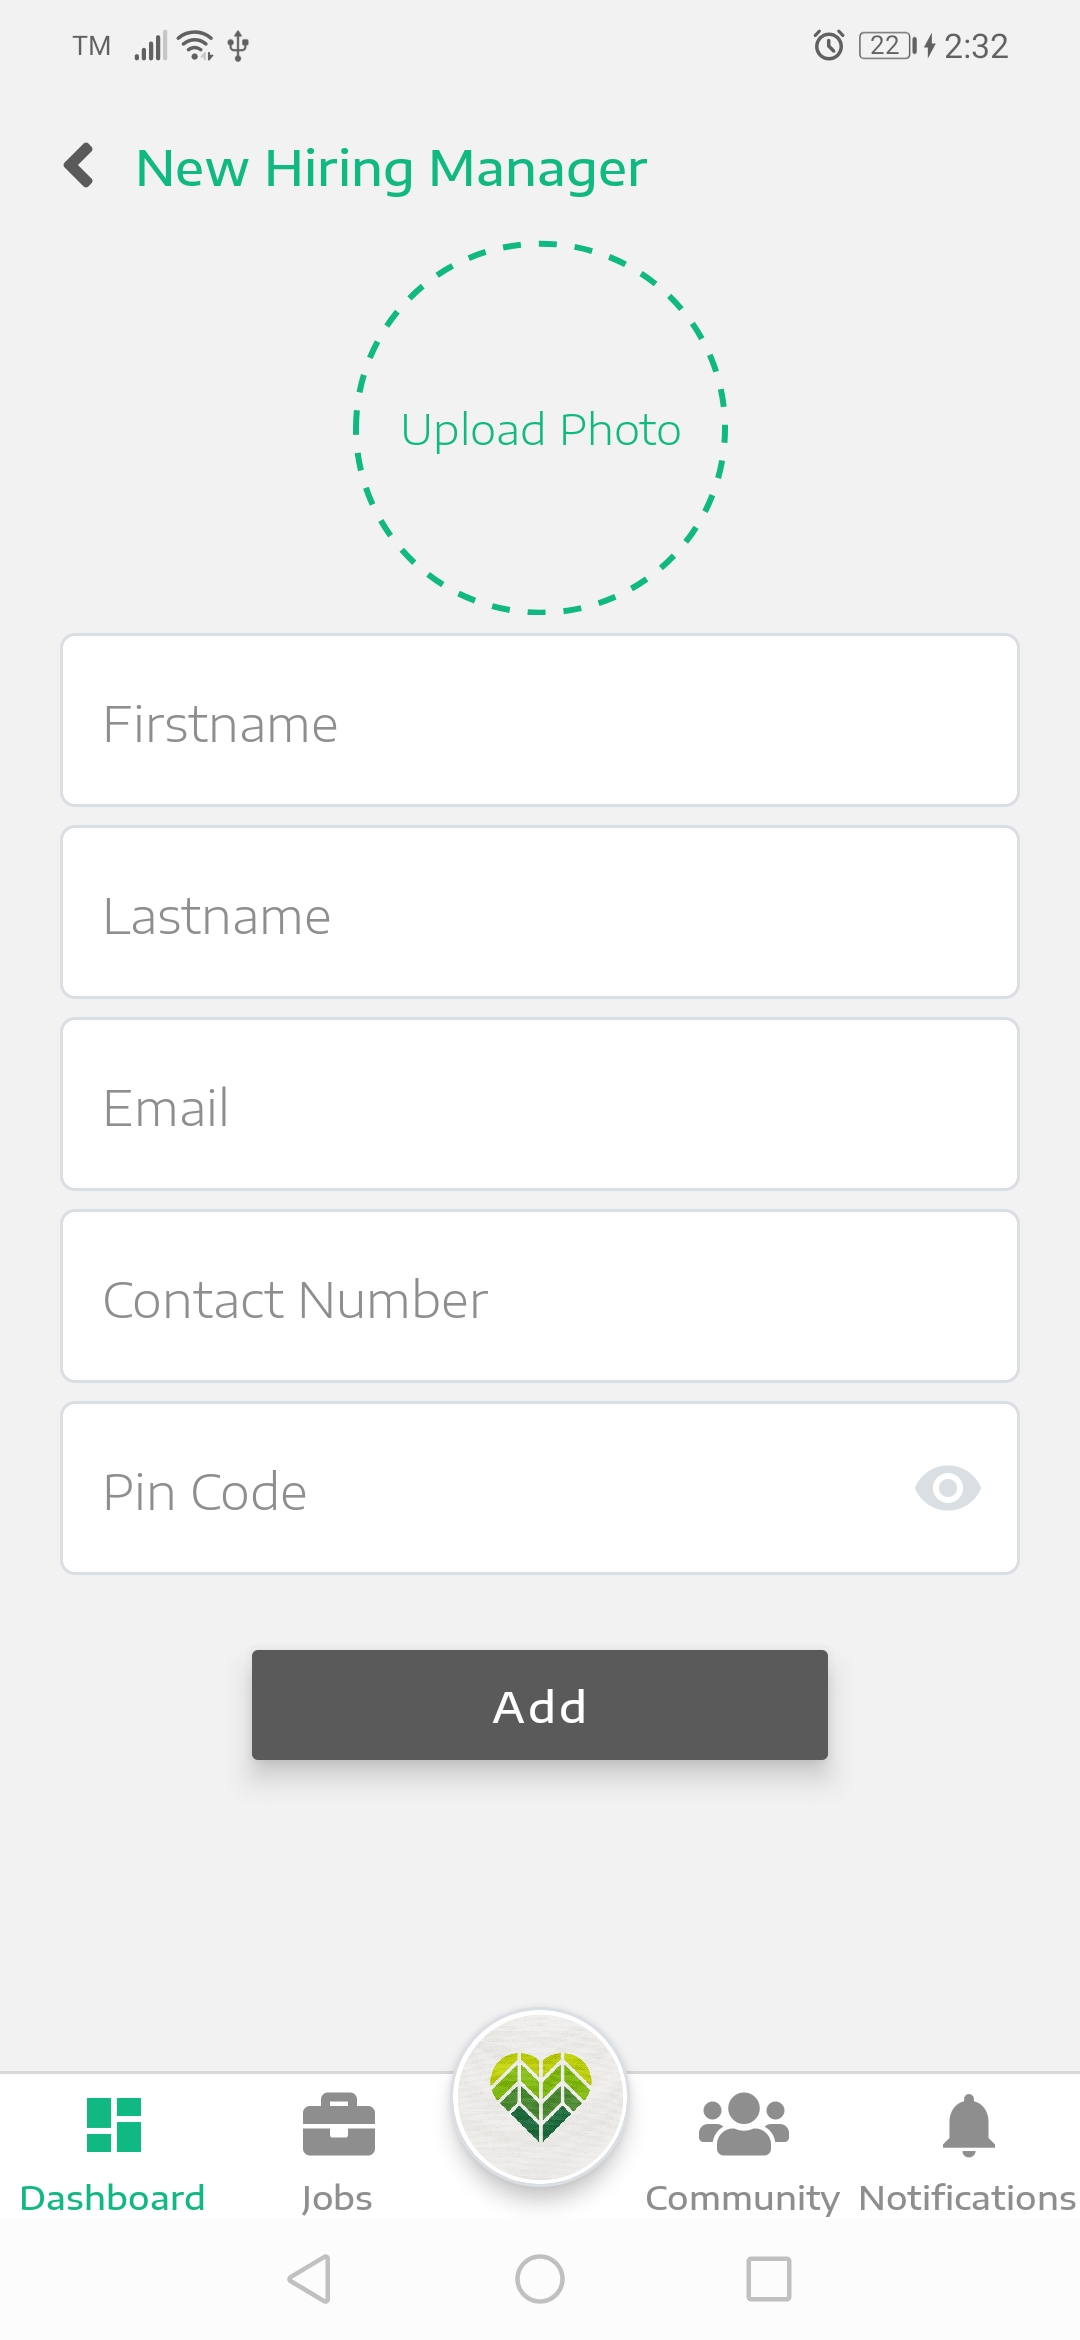 TM 22 2:32
New Hiring Manager
Upload Photo
Firstname
Lastname
Email
Contact Number
Pin Code
Add
Dashboard Jobs Community Notifications